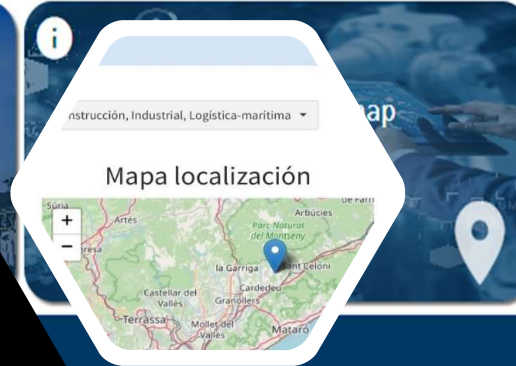 i
nstrucción, Industrial, Logística-marítima
ap
Mapa localización
Súria
Artés
Arbúcies
Parc Natural
del Montseny
+
−
resa
la Garriga
Sant Celoni
Castellar del
Vallès
Cardedeu
Granollers
Terrassa
Mollet del
Vallès
Mataró